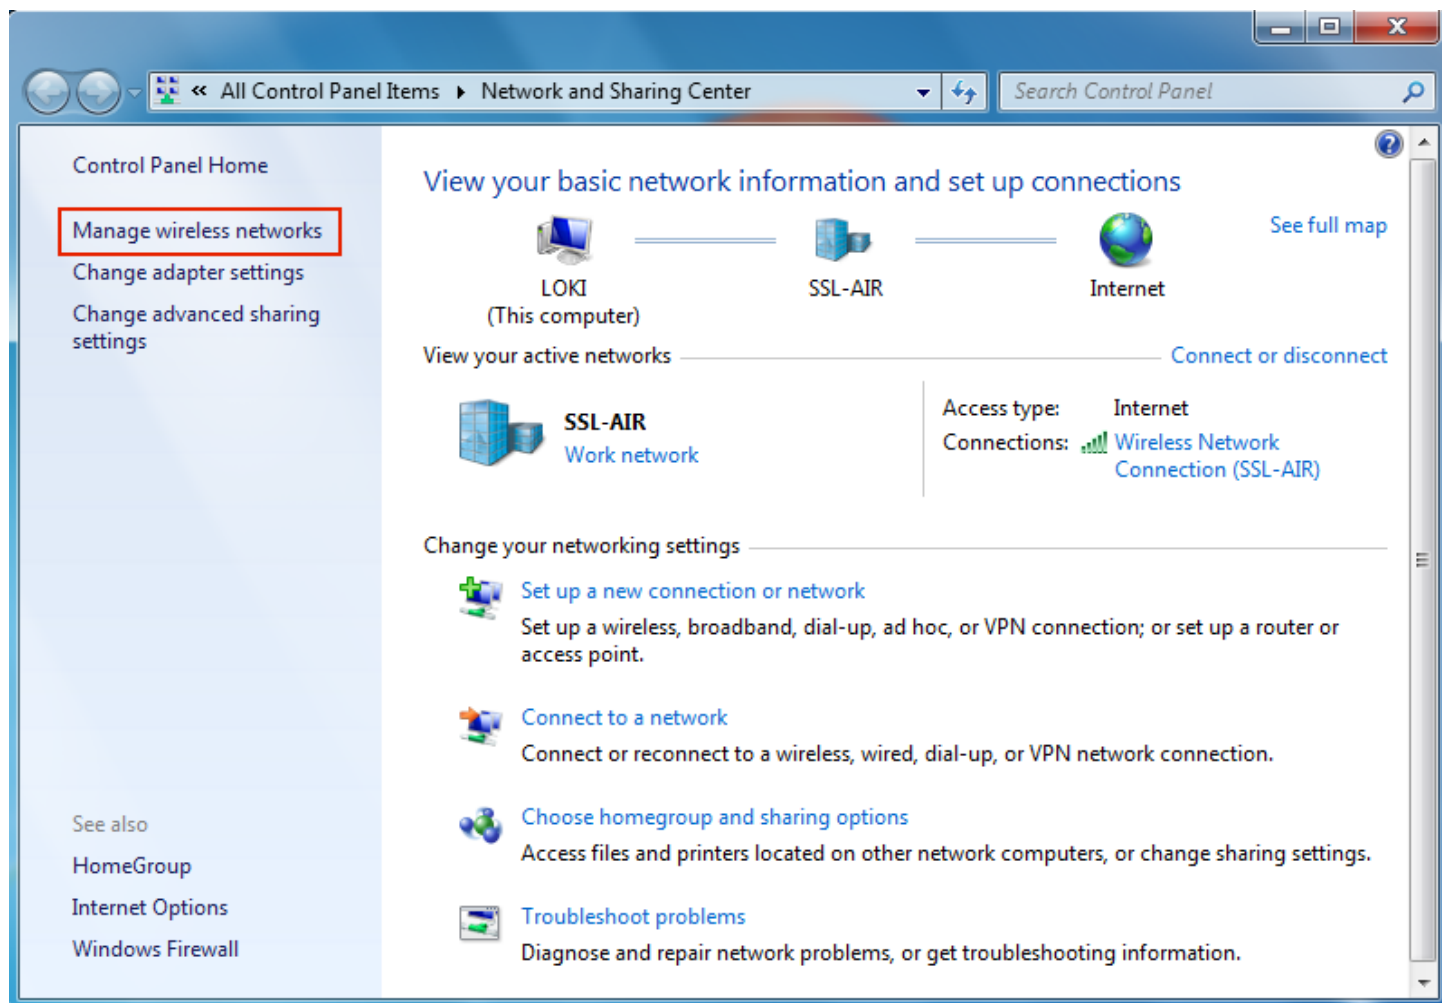 « All Control Panel Items ▸ Network and Sharing Center
Search Control Panel
Control Panel Home
Manage wireless networks
Change adapter settings
Change advanced sharing
settings
See also
HomeGroup
Internet Options
Windows Firewall
View your basic network information and set up connections
See full map
LOKI
(This computer)
SSL-AIR
Internet
View your active networks
Connect or disconnect
SSL-AIR
Work network
Access type: Internet
Connections: Wireless Network
Connection (SSL-AIR)
Change your networking settings
Set up a new connection or network
Set up a wireless, broadband, dial-up, ad hoc, or VPN connection; or set up a router or
access point.
Connect to a network
Connect or reconnect to a wireless, wired, dial-up, or VPN network connection.
Choose homegroup and sharing options
Access files and printers located on other network computers, or change sharing settings.
Troubleshoot problems
Diagnose and repair network problems, or get troubleshooting information.